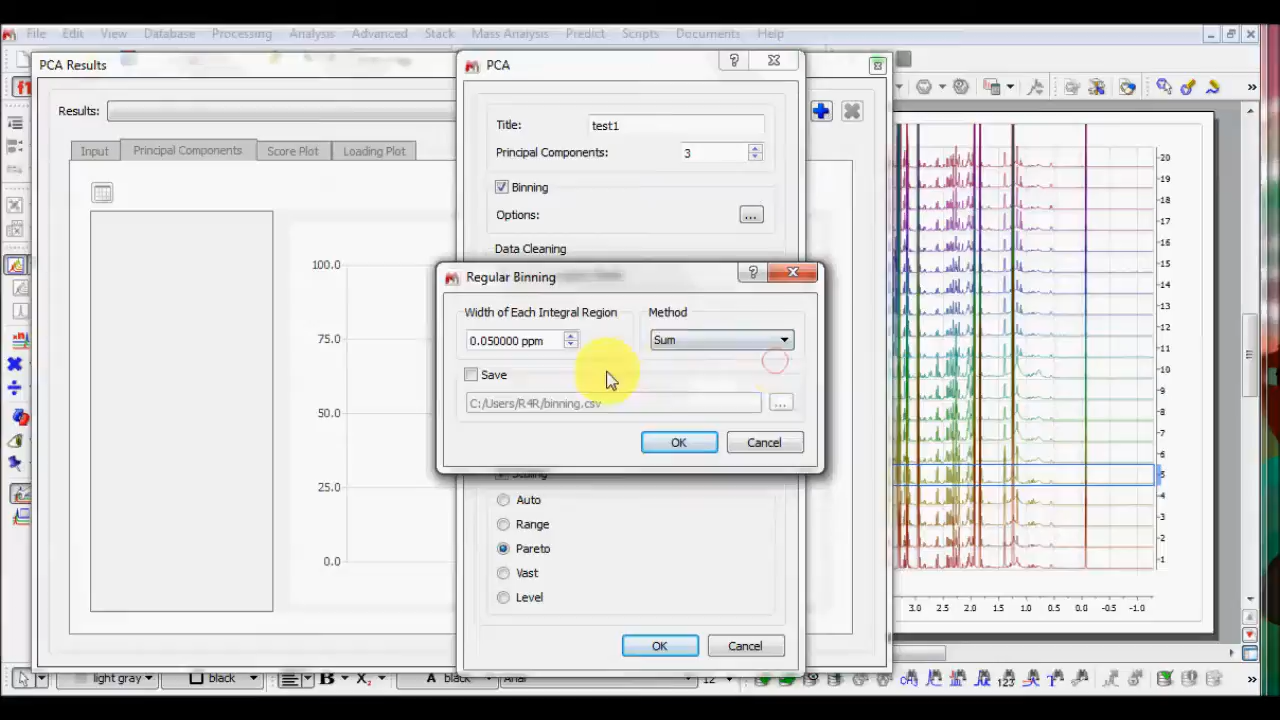 File Edit View Database Processing Analysis Advanced Stack Mass Analysis Predict Scripts Documents Help
PCA Results
PCA
Results:
Title: test1
Principal Components: 3
Input Principal Components Score Plot Loading Plot
Binning
Options: ...
Data Cleaning
Regular Binning
Width of Each Integral Region
Method
0.050000 ppm
Sum
Save
C:/Users/R4R/binning.csv
...
OK
Cancel
Scaling
Auto
Range
Pareto
Vast
Level
OK
Cancel
100.0
75.0
50.0
25.0
0.0
20
19
18
17
16
15
14
13
12
11
10
9
8
7
6
5
4
3
2
1
3.0 2.5 2.0 1.5 1.0 0.5 0.0 -0.5 -1.0
light gray black B X₂ A black Arial 12